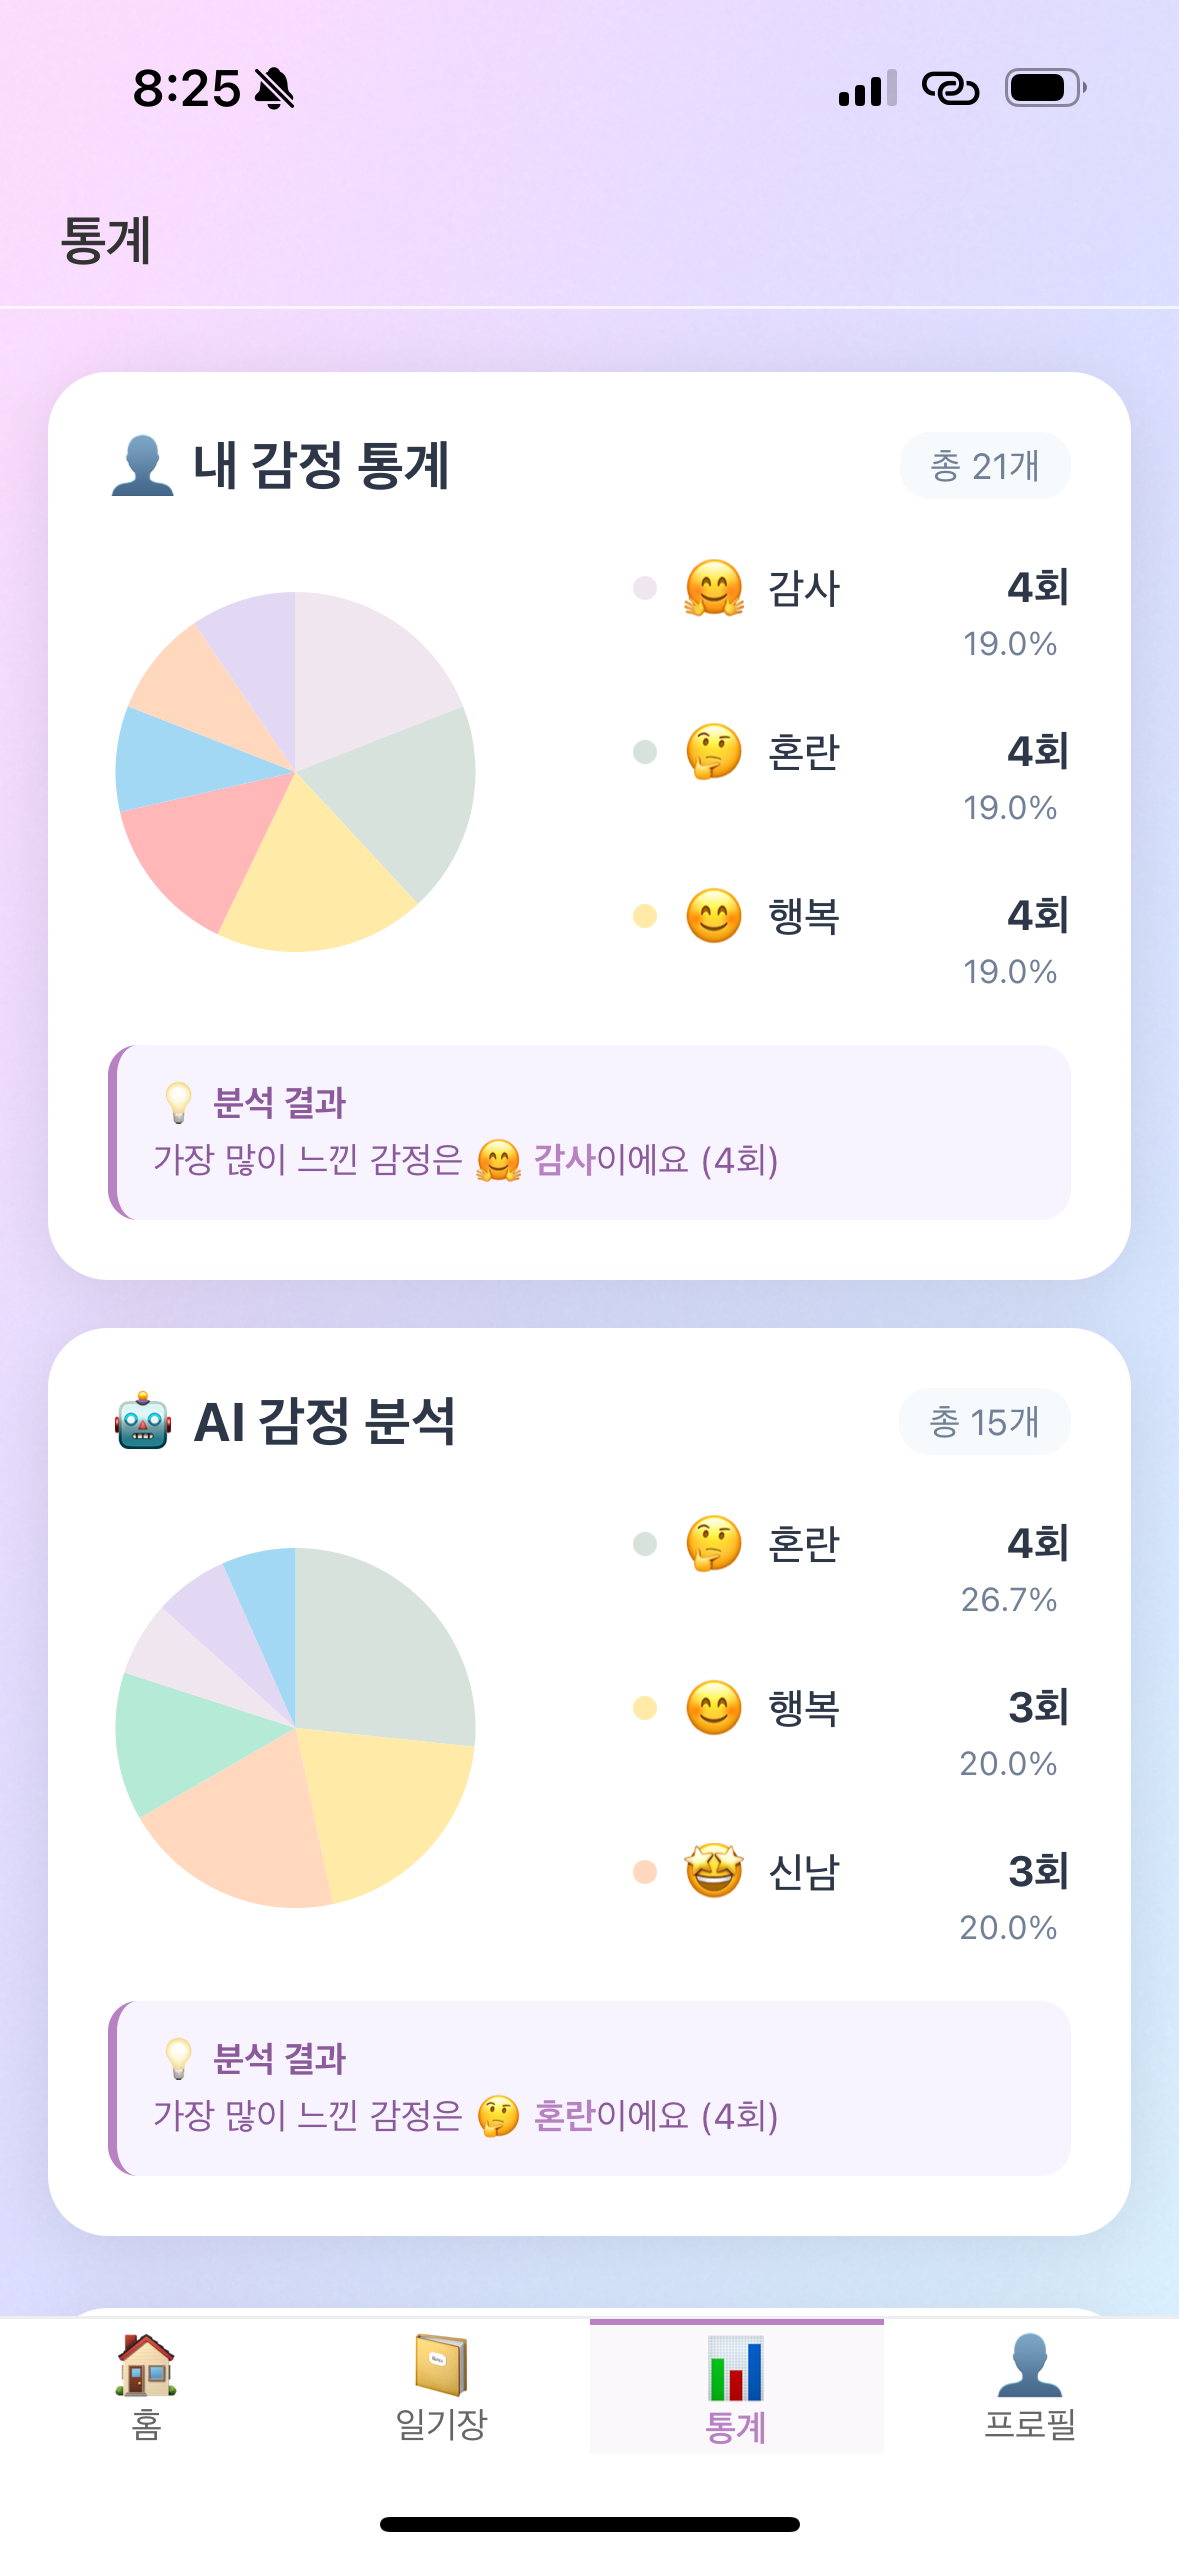 8:25
통계
내 감정 통계
총 21개
감사 4회
19.0%
혼란 4회
19.0%
행복 4회
19.0%
분석 결과
가장 많이 느낀 감정은 🤗 감사이에요 (4회)
AI 감정 분석
총 15개
혼란 4회
26.7%
행복 3회
20.0%
신남 3회
20.0%
분석 결과
가장 많이 느낀 감정은 🤔 혼란이에요 (4회)
홈 일기장 통계 프로필